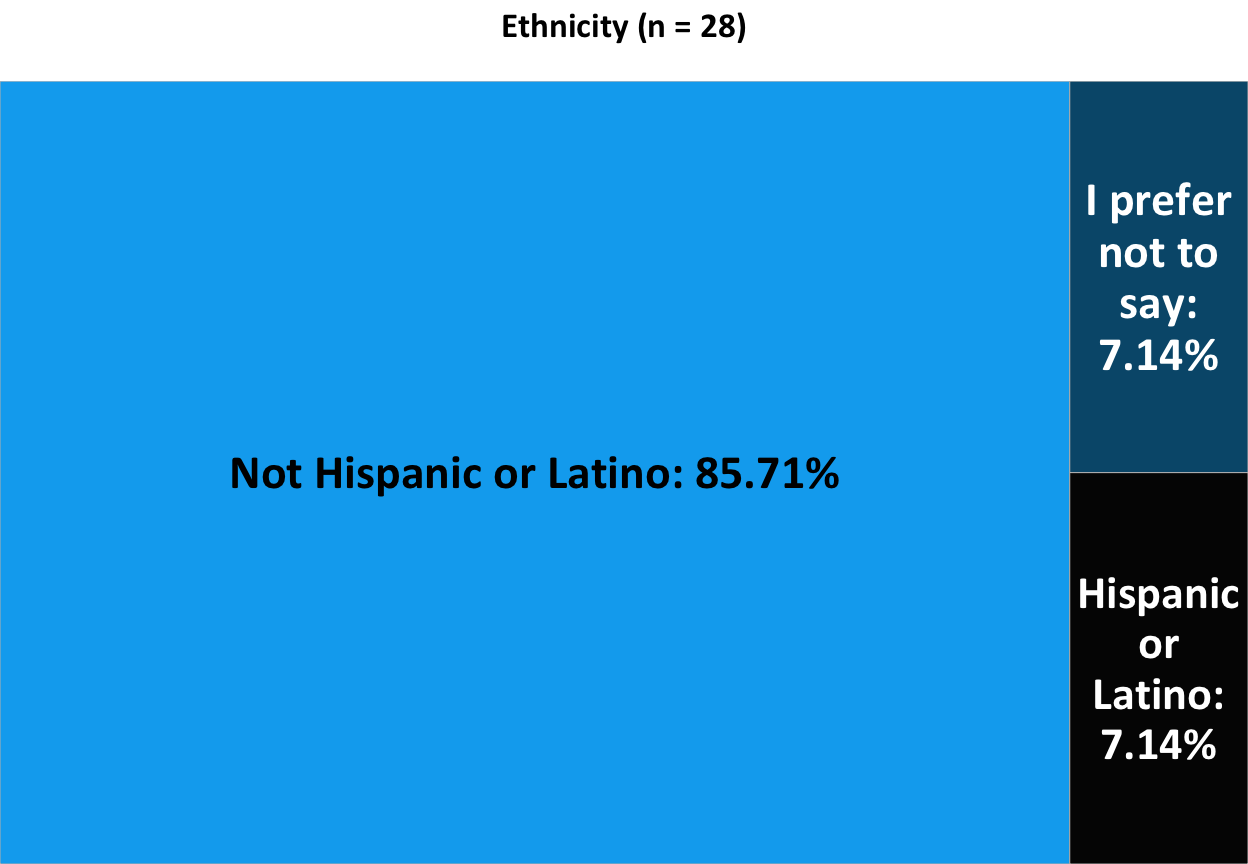 Ethnicity (n = 28)
Not Hispanic or Latino: 85.71%
I prefer
not to
say:
7.14%
Hispanic
or
Latino:
7.14%